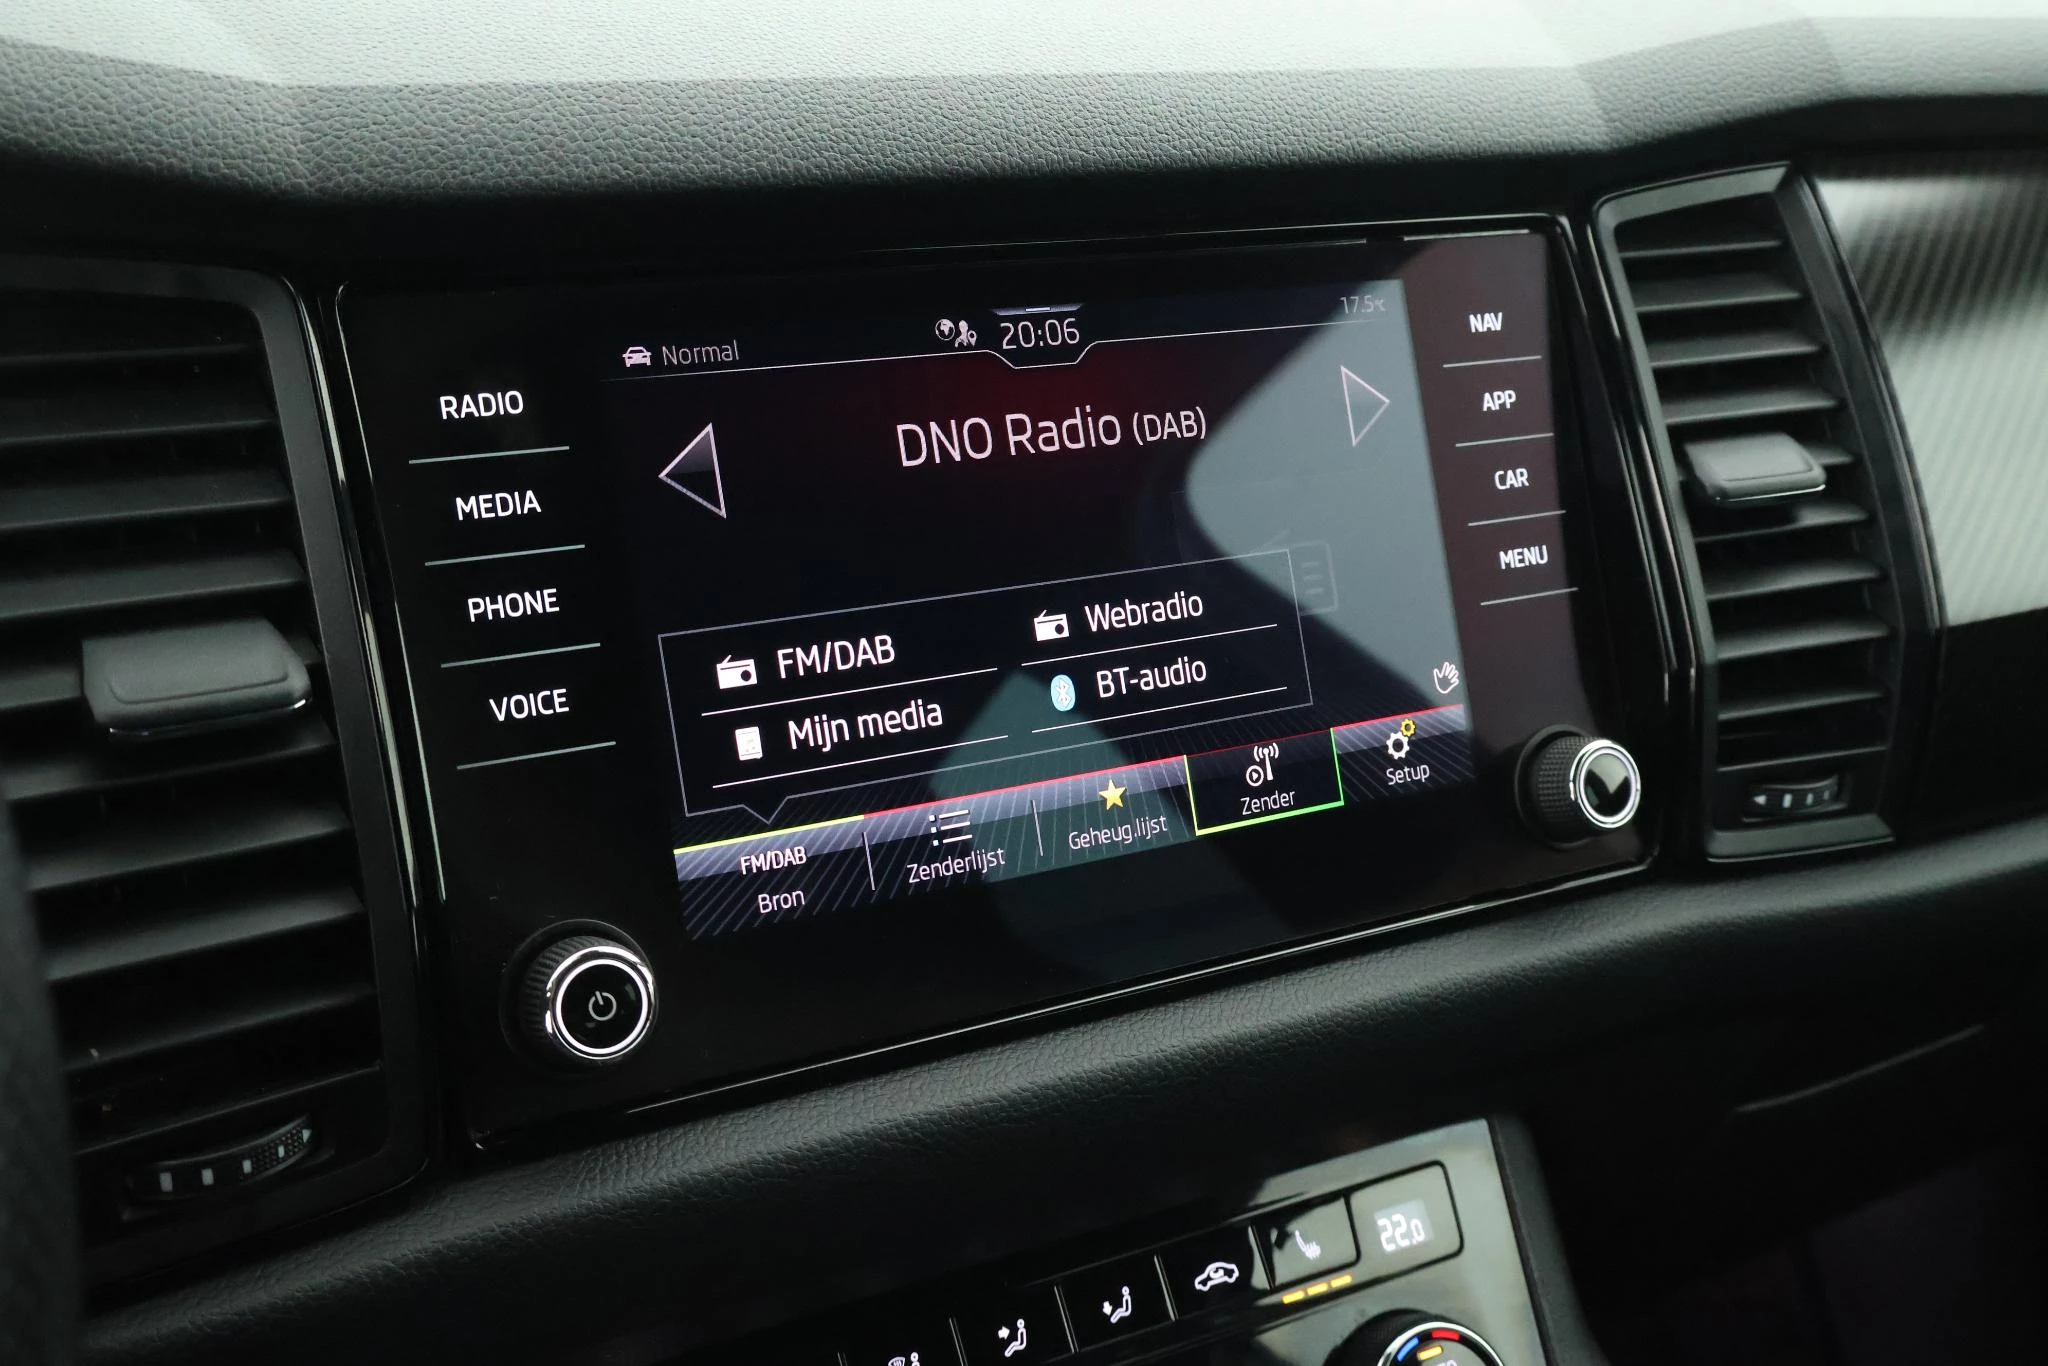 Normal
20:06
17.5°C
DNO Radio (DAB)
RADIO
MEDIA
PHONE
VOICE
NAV
APP
CAR
MENU
FM/DAB
Webradio
Mijn media
BT-audio
FM/DAB
Bron
Zenderlijst
Geheug.lijst
Zender
Setup
22.0